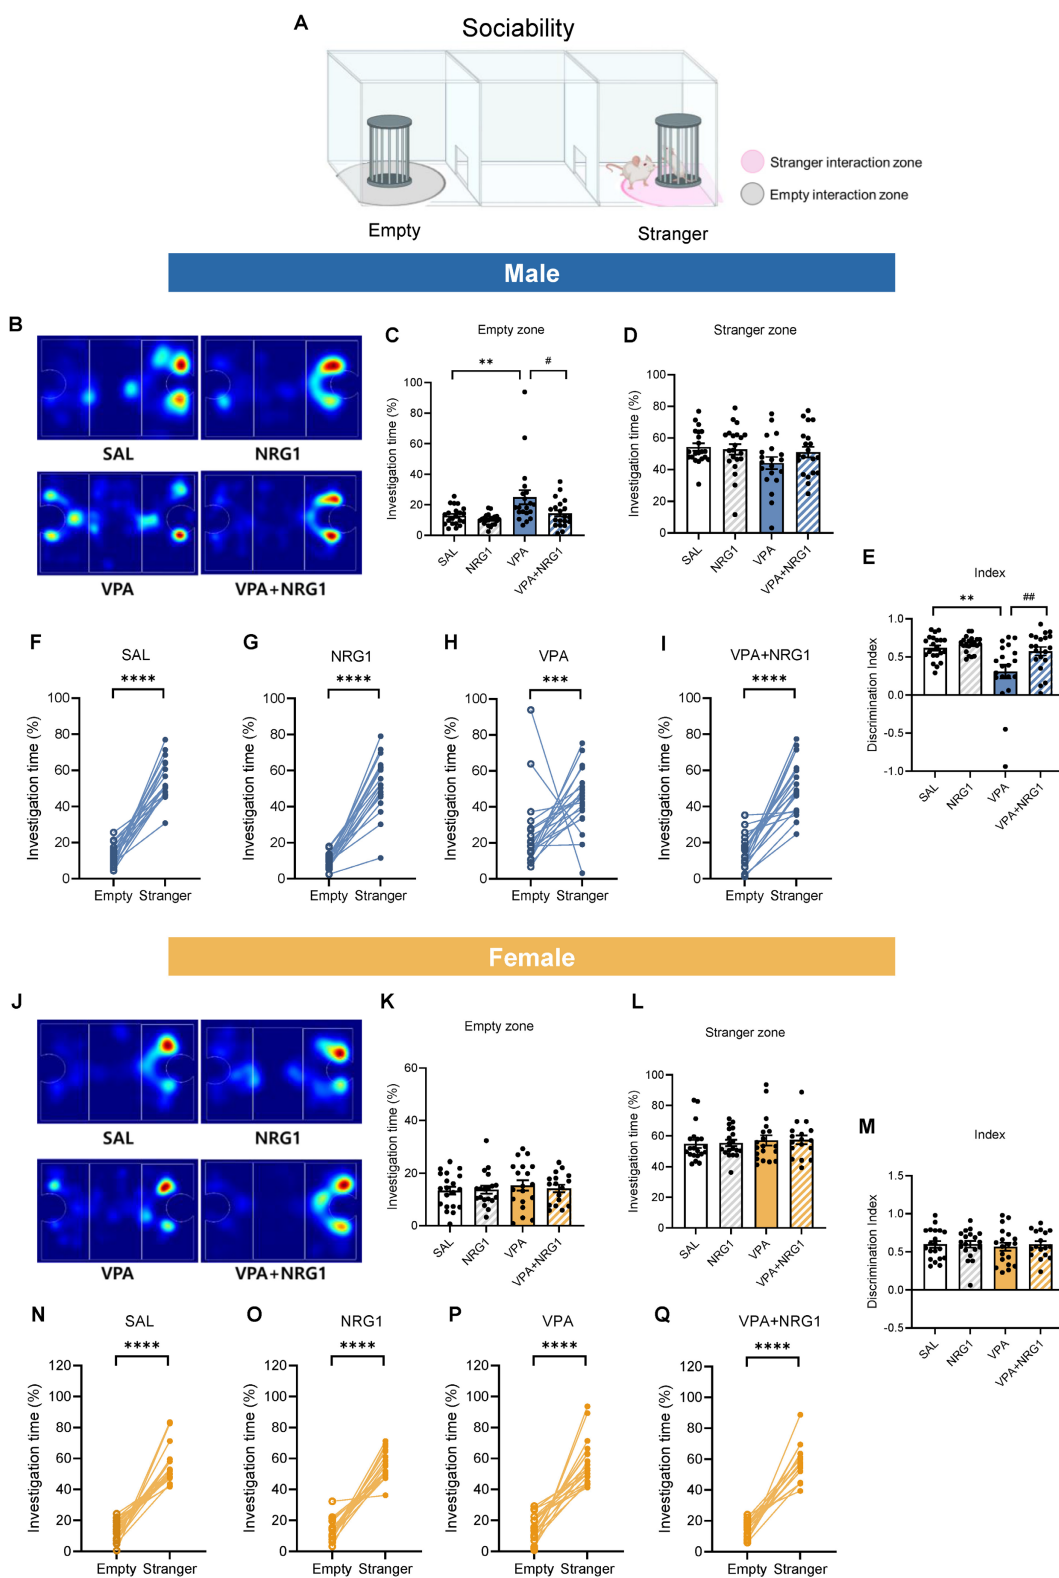 A
Sociability
Stranger interaction zone
Empty interaction zone
Empty
Stranger
Male
B
SAL
NRG1
VPA
VPA+NRG1
C
Empty zone
**
#
Investigation time (%)
100
80
60
40
20
0
SAL
NRG1
VPA
VPA+NRG1
D
Stranger zone
Investigation time (%)
100
80
60
40
20
0
SAL
NRG1
VPA
VPA+NRG1
E
Index
**
##
Discrimination Index
1.0
0.5
0.0
-0.5
-1.0
SAL
NRG1
VPA
VPA+NRG1
F
SAL
****
Investigation time (%)
100
80
60
40
20
0
Empty Stranger
G
NRG1
****
Investigation time (%)
100
80
60
40
20
0
Empty Stranger
H
VPA
***
Investigation time (%)
100
80
60
40
20
0
Empty Stranger
I
VPA+NRG1
****
Investigation time (%)
100
80
60
40
20
0
Empty Stranger
Female
J
SAL
NRG1
VPA
VPA+NRG1
K
Empty zone
Investigation time (%)
60
40
20
0
SAL
NRG1
VPA
VPA+NRG1
L
Stranger zone
Investigation time (%)
100
80
60
40
20
0
SAL
NRG1
VPA
VPA+NRG1
M
Index
Discrimination Index
1.5
1.0
0.5
0.0
-0.5
SAL
NRG1
VPA
VPA+NRG1
N
SAL
****
Investigation time (%)
120
100
80
60
40
20
0
Empty Stranger
O
NRG1
****
Investigation time (%)
120
100
80
60
40
20
0
Empty Stranger
P
VPA
****
Investigation time (%)
120
100
80
60
40
20
0
Empty Stranger
Q
VPA+NRG1
****
Investigation time (%)
120
100
80
60
40
20
0
Empty Stranger